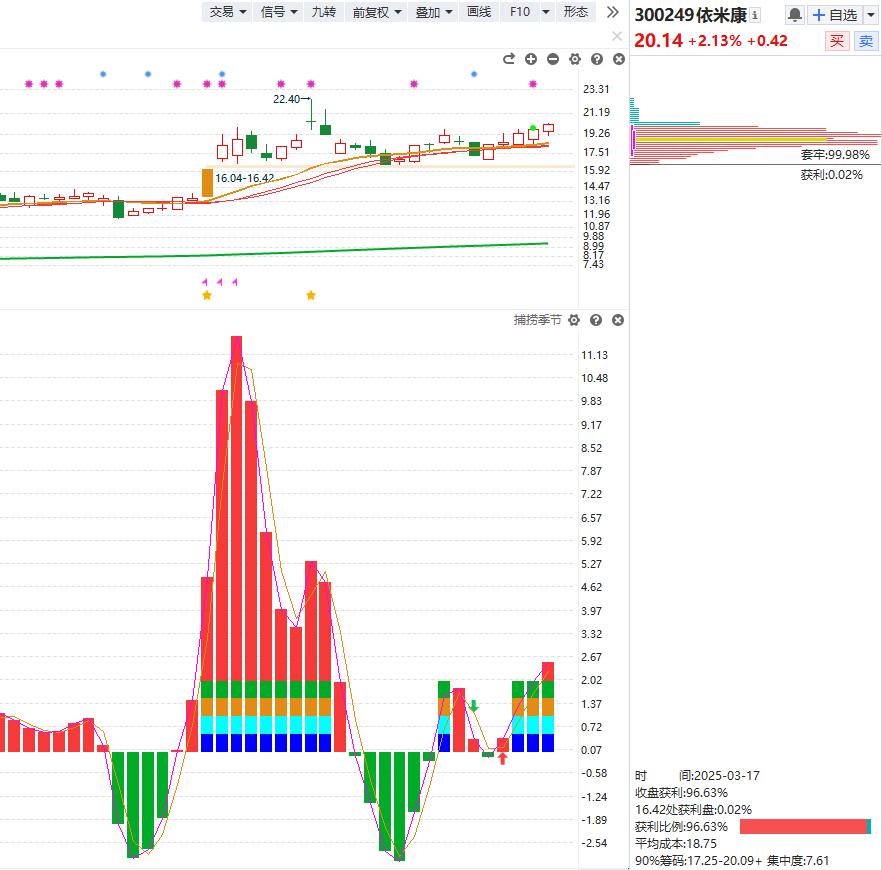 交易 信号 九转 前复权 叠加 画线 F10 形态
300249依米康
自选
20.14 +2.13% +0.42
买 卖
22.40
16.04-16.42
23.31
21.19
19.26
17.51
15.92
14.47
13.16
11.96
10.87
9.88
8.99
8.17
7.43
套牢:99.98%
获利:0.02%
捕捞季节
11.13
10.48
9.83
9.17
8.52
7.87
7.22
6.57
5.92
5.27
4.62
3.97
3.32
2.67
2.02
1.37
0.72
0.07
-0.58
-1.24
-1.89
-2.54
时 间:2025-03-17
收盘获利:96.63%
16.42处获利盘:0.02%
获利比例:96.63%
平均成本:18.75
90%筹码:17.25-20.09+ 集中度:7.61